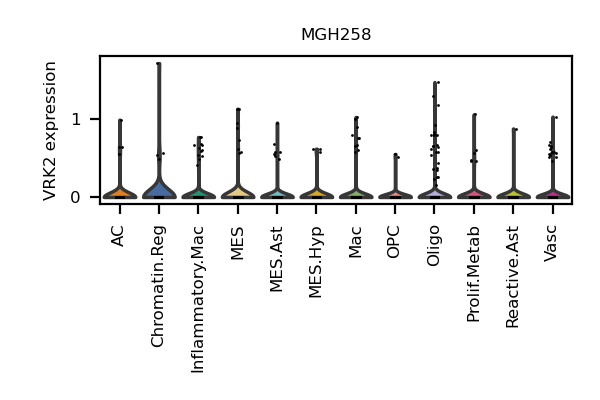 MGH258
VRK2 expression
1
0
AC
Chromatin.Reg
Inflammatory.Mac
MES
MES.Ast
MES.Hyp
Mac
OPC
Oligo
Prolif.Metab
Reactive.Ast
Vasc